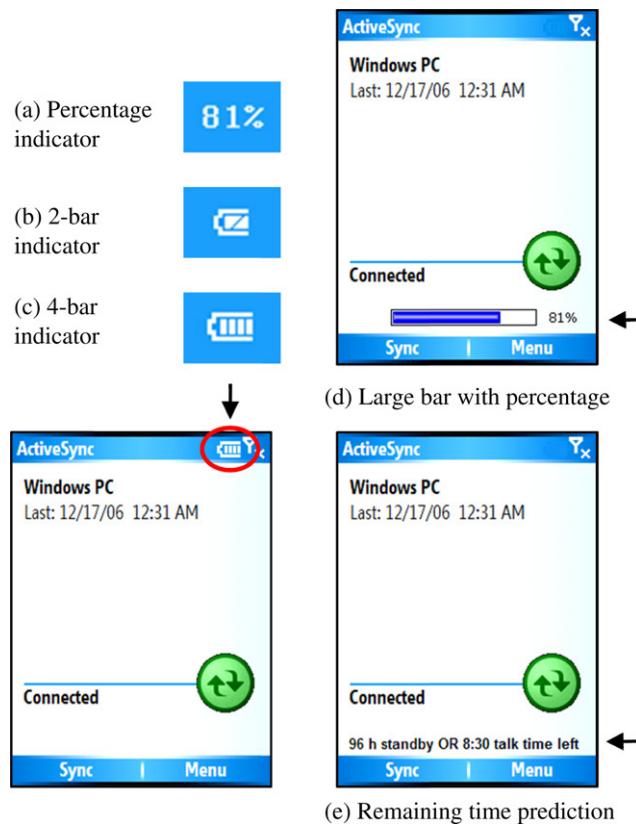 (a) Percentage
indicator
81%
(b) 2-bar
indicator
(c) 4-bar
indicator
ActiveSync
Windows PC
Last: 12/17/06 12:31 AM
Connected
81%
Sync
Menu
(d) Large bar with percentage
ActiveSync
Windows PC
Last: 12/17/06 12:31 AM
Connected
Sync
Menu
ActiveSync
Windows PC
Last: 12/17/06 12:31 AM
Connected
96 h standby OR 8:30 talk time left
Sync
Menu
(e) Remaining time prediction